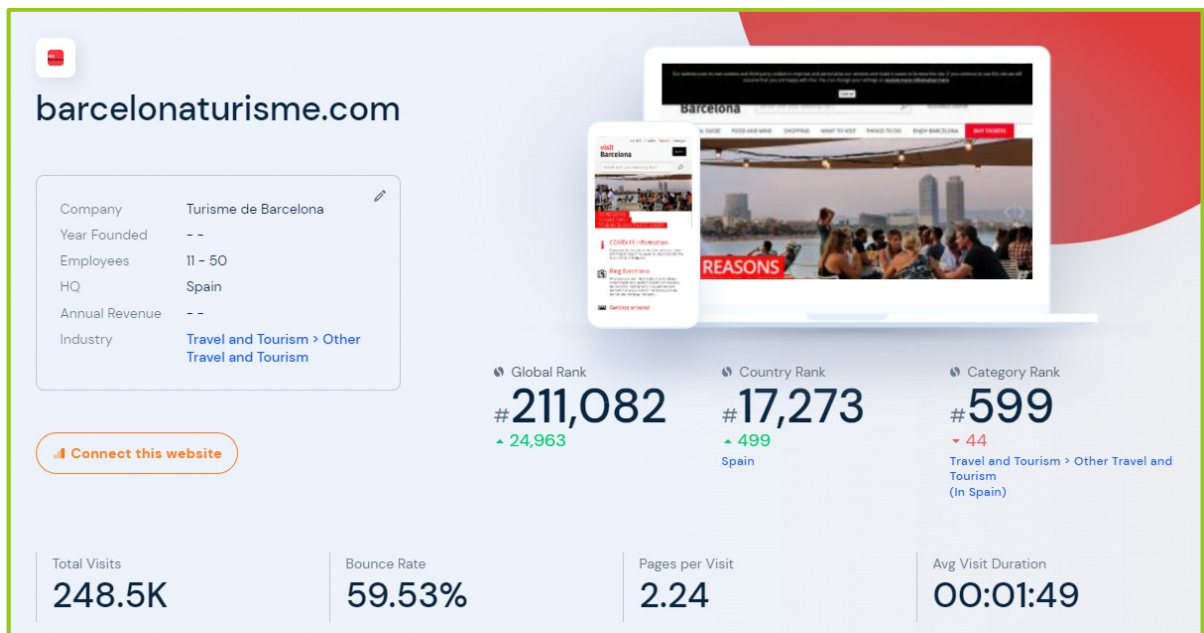 barcelonaturisme.com
Company Turisme de Barcelona
Year Founded - -
Employees 11 - 50
HQ Spain
Annual Revenue - -
Industry Travel and Tourism > Other
Travel and Tourism
Connect this website
Barcelona
FOOD AND WINE SHOPPING WHAT TO VISIT THINGS TO DO ENJOY BARCELONA BUY TICKETS
REASONS
visit
Barcelona
COVID-19 information
Blog Barcelona
Getting around
Global Rank
#211,082
24,963
Country Rank
#17,273
499
Spain
Category Rank
#599
44
Travel and Tourism > Other Travel and
Tourism
(In Spain)
Total Visits
248.5K
Bounce Rate
59.53%
Pages per Visit
2.24
Avg Visit Duration
00:01:49